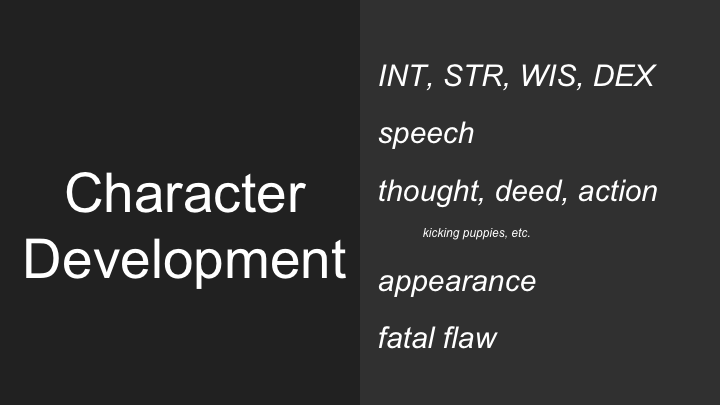 Character
Development
INT, STR, WIS, DEX
speech
thought, deed, action
kicking puppies, etc.
appearance
fatal flaw